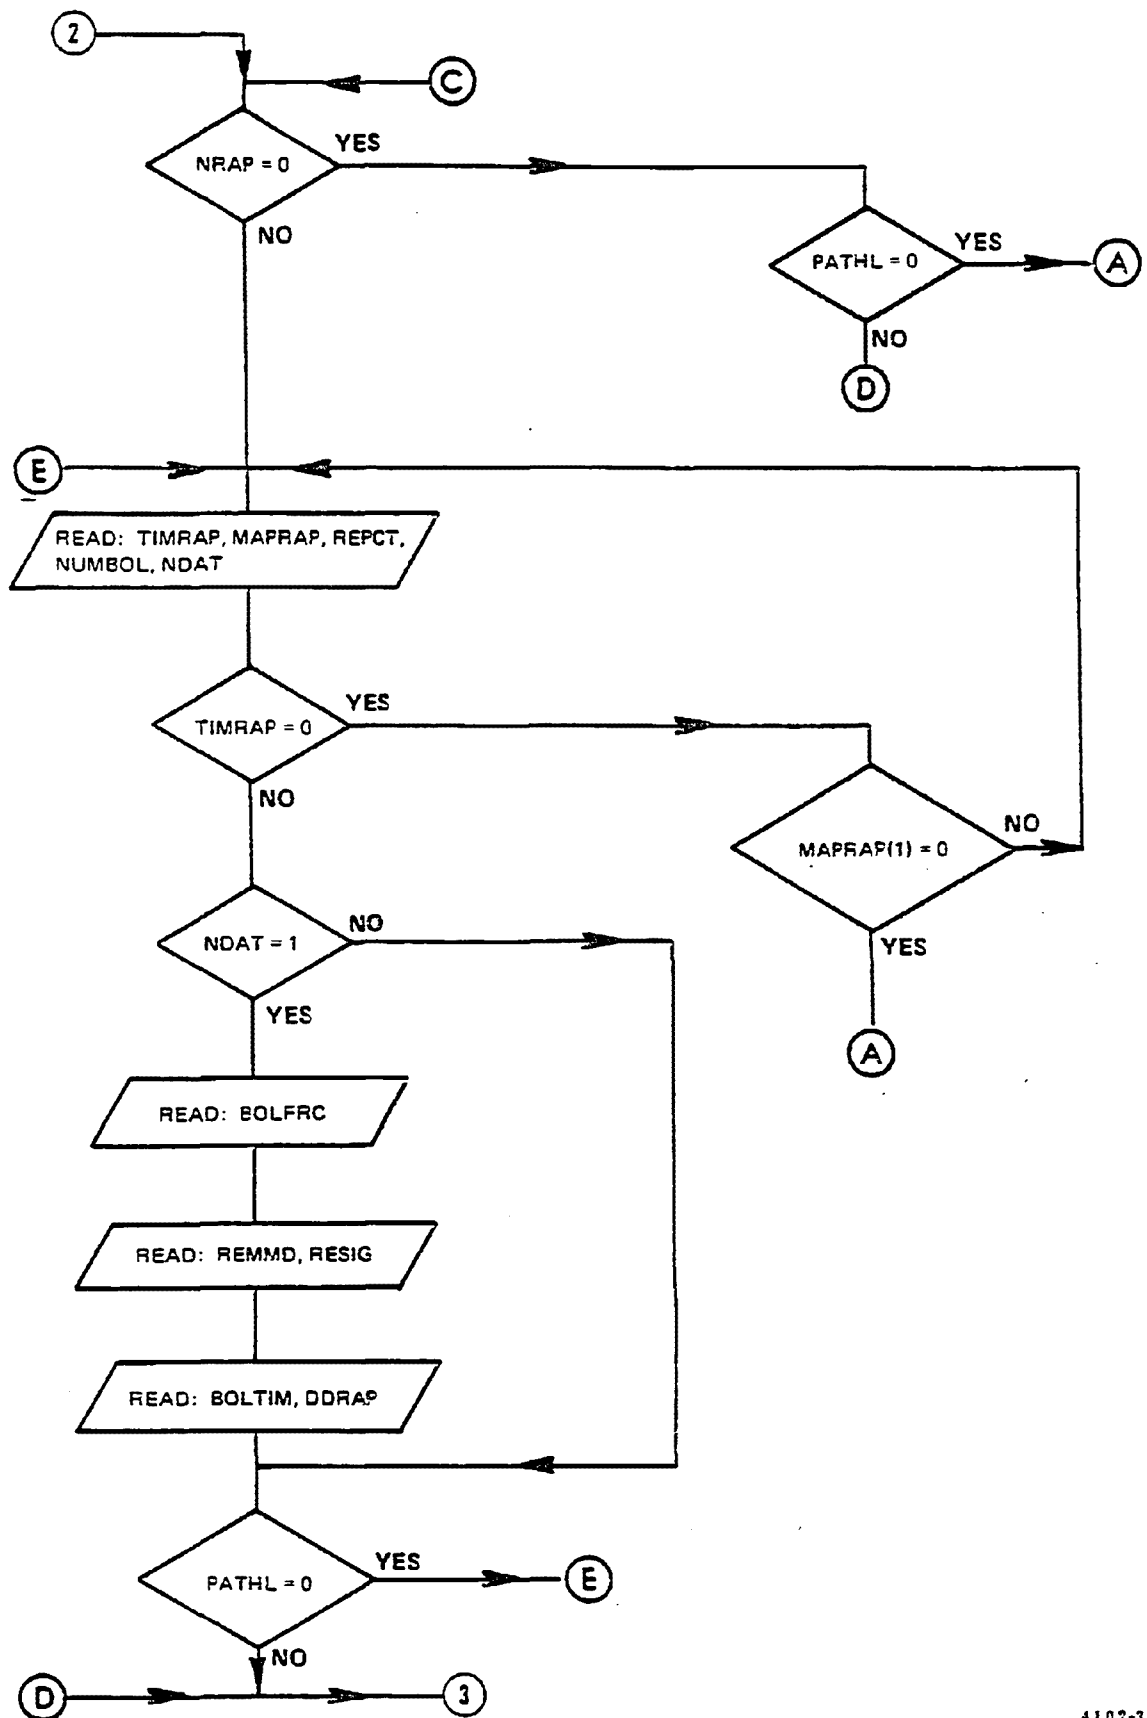 2
C
NRAP = 0
YES
NO
PATHL = 0
YES
A
NO
D
E
READ: TIMRAP, MAPRAP, REPCT,
NUMBOL, NDAT
TIMRAP = 0
YES
NO
MAPRAP(1) = 0
NO
YES
A
NDAT = 1
NO
YES
READ: BOLFRC
READ: REMMD, RESIG
READ: BOLTIM, DDRAP
PATHL = 0
YES
E
NO
D
3